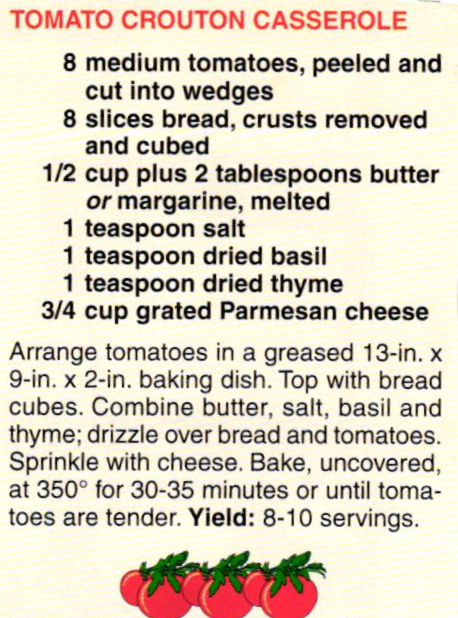 TOMATO CROUTON CASSEROLE
8 medium tomatoes, peeled and
cut into wedges
8 slices bread, crusts removed
and cubed
1/2 cup plus 2 tablespoons butter
or margarine, melted
1 teaspoon salt
1 teaspoon dried basil
1 teaspoon dried thyme
3/4 cup grated Parmesan cheese
Arrange tomatoes in a greased 13-in. x
9-in. x 2-in. baking dish. Top with bread
cubes. Combine butter, salt, basil and
thyme; drizzle over bread and tomatoes.
Sprinkle with cheese. Bake, uncovered,
at 350° for 30-35 minutes or until toma-
toes are tender. Yield: 8-10 servings.